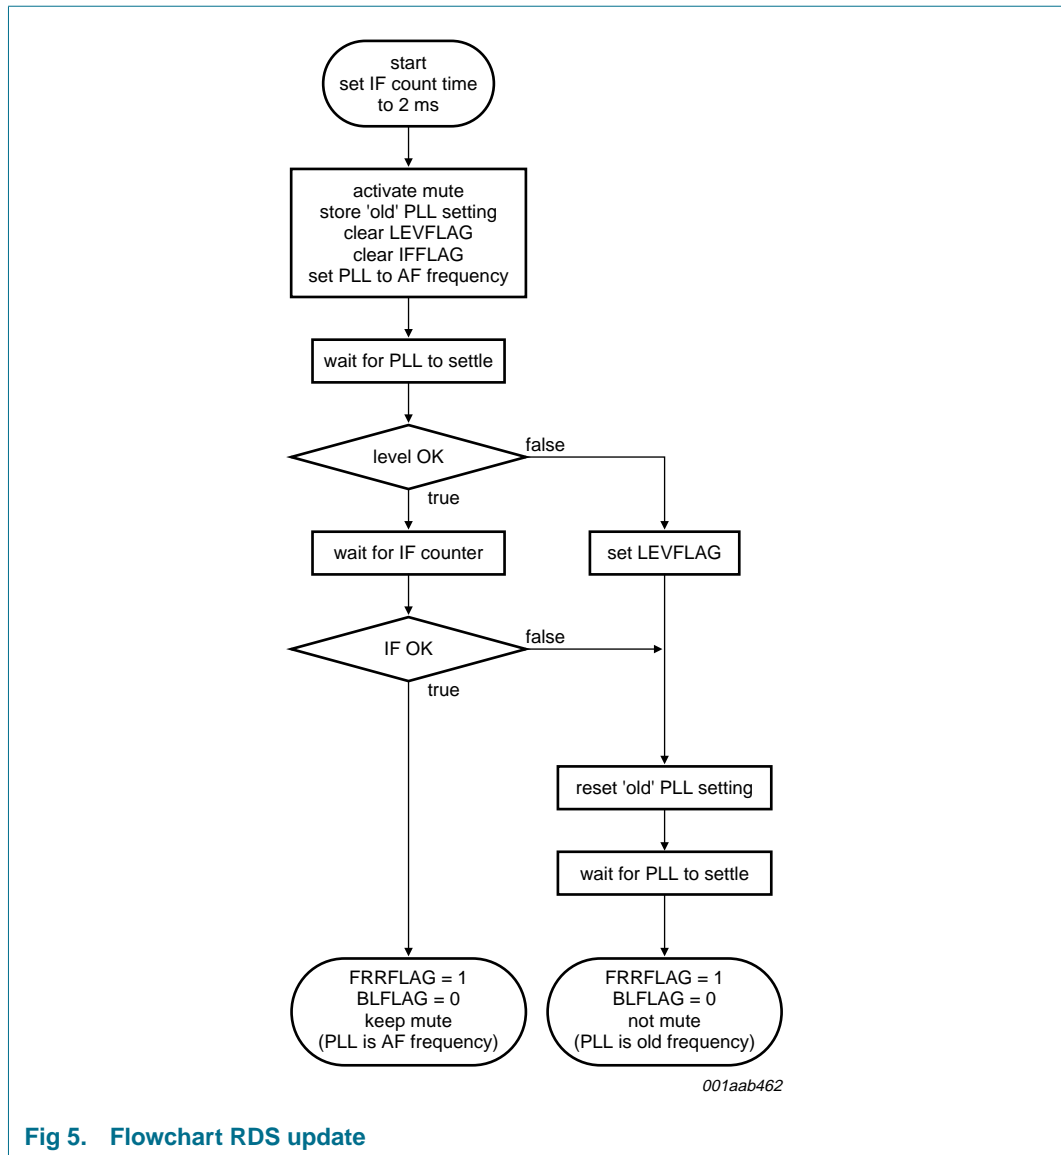 start
set IF count time
to 2 ms
activate mute
store 'old' PLL setting
clear LEVFLAG
clear IFFLAG
set PLL to AF frequency
wait for PLL to settle
level OK
false
true
wait for IF counter
set LEVFLAG
IF OK
false
true
reset 'old' PLL setting
wait for PLL to settle
FRRFLAG = 1
BLFLAG = 0
keep mute
(PLL is AF frequency)
FRRFLAG = 1
BLFLAG = 0
not mute
(PLL is old frequency)
001aab462
Fig 5. Flowchart RDS update